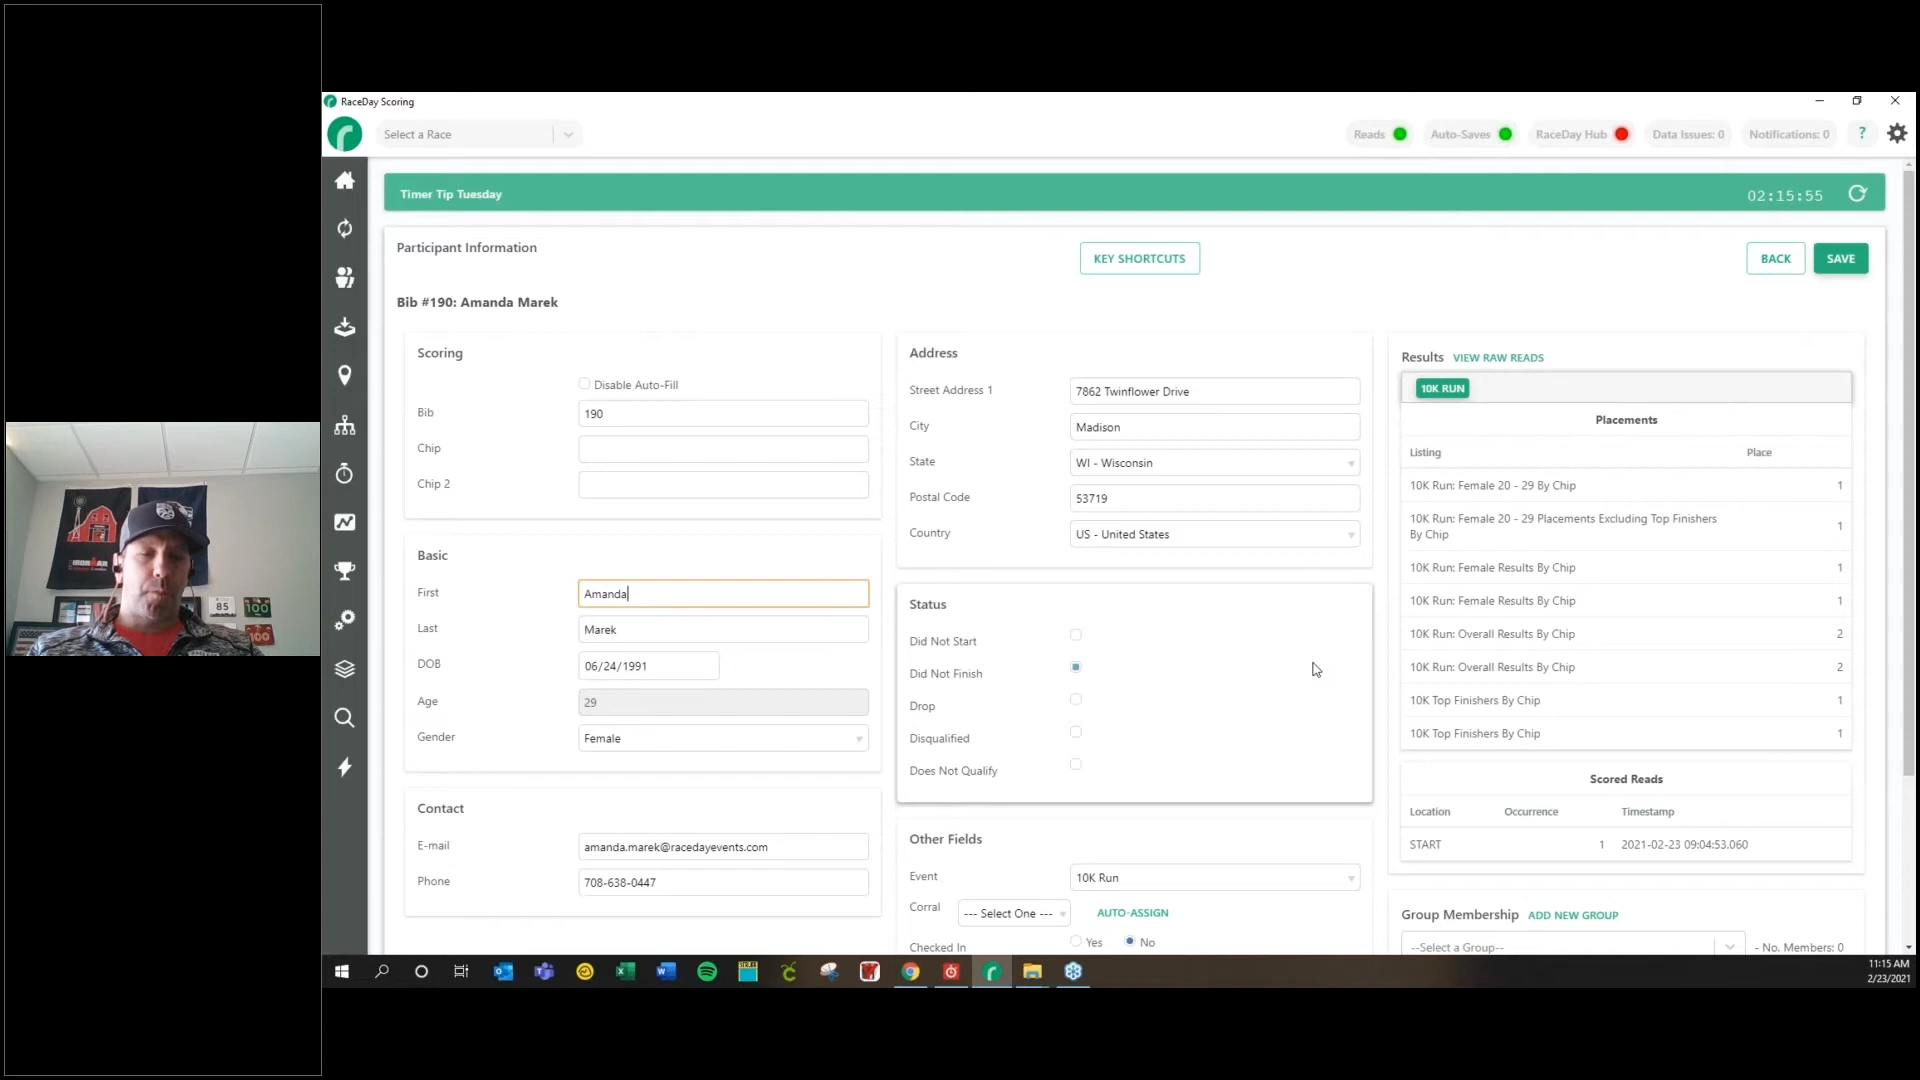 RaceDay Scoring
Select a Race
Reads
Auto-Saves
RaceDay Hub
Data Issues: 0
Notifications: 0
?
Timer Tip Tuesday
02:15:55
Participant Information
KEY SHORTCUTS
BACK
SAVE
Bib #190: Amanda Marek
Scoring
Disable Auto-Fill
Bib
190
Chip
Chip 2
Basic
First
Amanda
Last
Marek
DOB
06/24/1991
Age
29
Gender
Female
Contact
E-mail
amanda.marek@racedayevents.com
Phone
708-638-0447
Address
Street Address 1
7862 Twinflower Drive
City
Madison
State
WI - Wisconsin
Postal Code
53719
Country
US - United States
Status
Did Not Start
Did Not Finish
Drop
Disqualified
Does Not Qualify
Other Fields
Event
10K Run
Corral
--- Select One ---
AUTO-ASSIGN
Checked In
Yes
No
Results
VIEW RAW READS
10K RUN
Placements
Listing
Place
10K Run: Female 20 - 29 By Chip
1
10K Run: Female 20 - 29 Placements Excluding Top Finishers
By Chip
1
10K Run: Female Results By Chip
1
10K Run: Female Results By Chip
1
10K Run: Overall Results By Chip
2
10K Run: Overall Results By Chip
2
10K Top Finishers By Chip
1
10K Top Finishers By Chip
1
Scored Reads
Location
Occurrence
Timestamp
START
1
2021-02-23 09:04:53.060
Group Membership
ADD NEW GROUP
--Select a Group--
- No. Members: 0
11:15 AM
2/23/2021
85
100
100